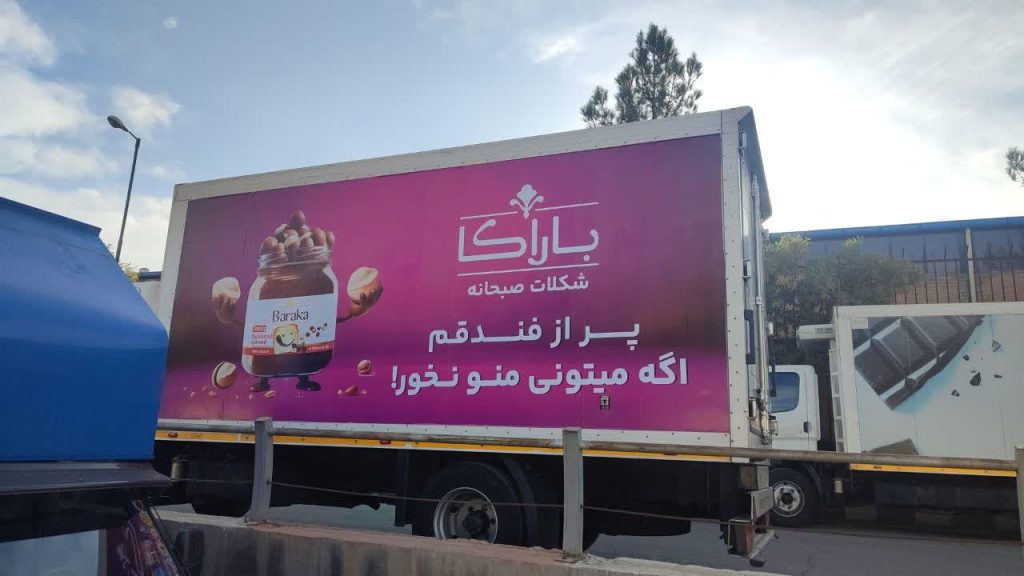 باراکا
شکلات صبحانه
پر از فندقم
اگه میتونی منو نخور!
Baraka